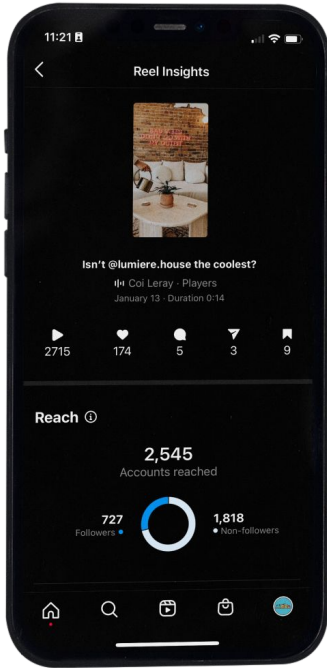 11:21
Reel Insights
Isn't @lumiere.house the coolest?
Coi Leray · Players
January 13 · Duration 0:14
2715 174 5 3 9
Reach
2,545
Accounts reached
727 1,818
Followers Non-followers